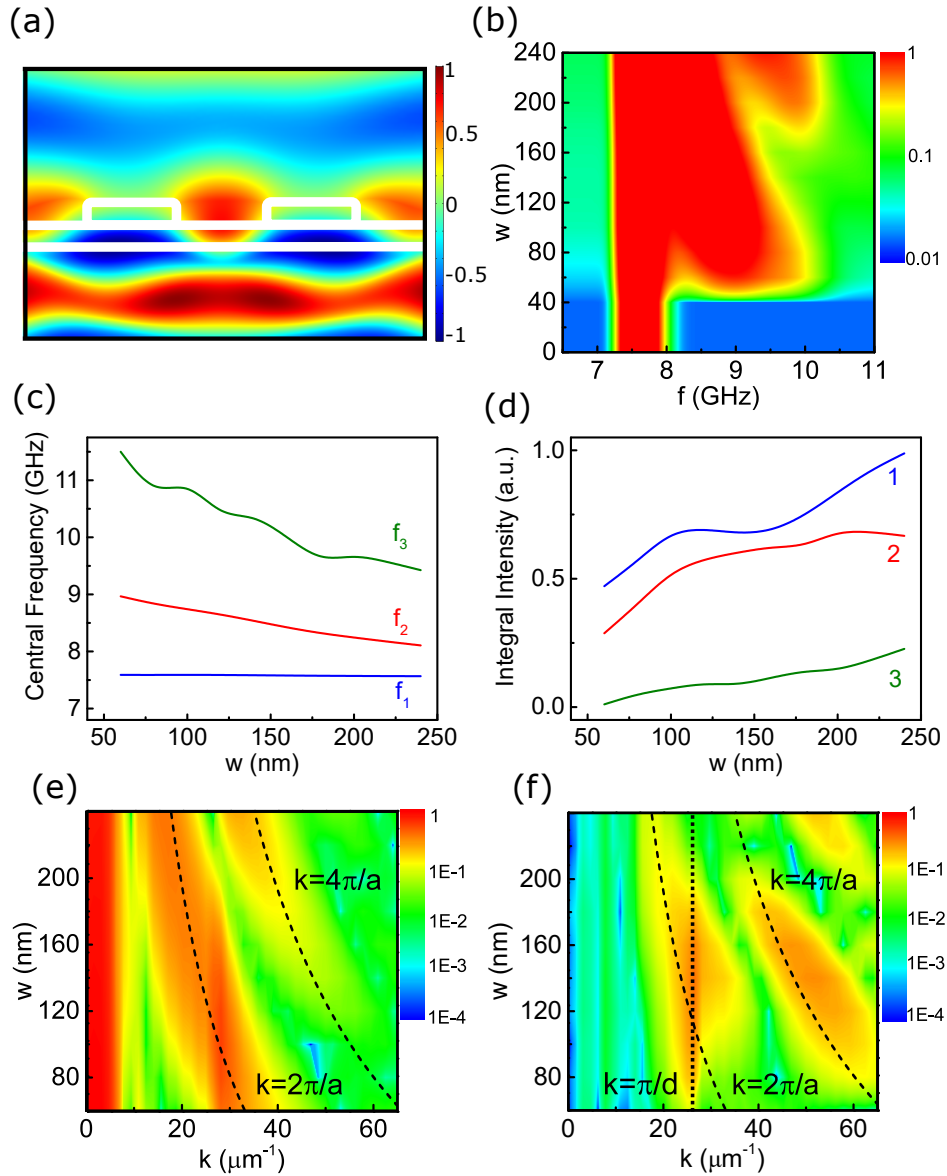 (a)
1
0.5
0
-0.5
-1
(b)
240
200
160
120
80
40
0
w (nm)
7 8 9 10 11
f (GHz)
1
0.1
0.01
(c)
Central Frequency (GHz)
11
10
9
8
7
f3
f2
f1
50 100 150 200 250
w (nm)
(d)
Integral Intensity (a.u.)
1.0
0.5
0.0
1
2
3
50 100 150 200 250
w (nm)
(e)
w (nm)
200
160
120
80
k=4π/a
k=2π/a
0 20 40 60
k (μm⁻¹)
1
1E-1
1E-2
1E-3
1E-4
(f)
w (nm)
200
160
120
80
k=4π/a
k=π/d k=2π/a
0 20 40 60
k (μm⁻¹)
1
1E-1
1E-2
1E-3
1E-4